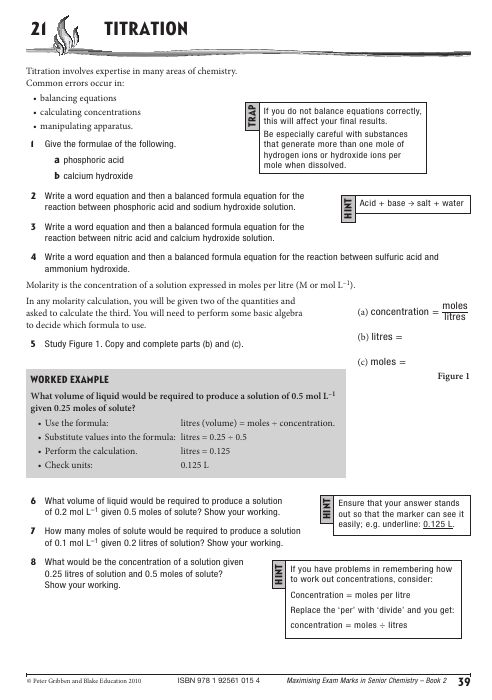 21 TITRATION
Titration involves expertise in many areas of chemistry.
Common errors occur in:
• balancing equations
• calculating concentrations
• manipulating apparatus.
TRAP
If you do not balance equations correctly,
this will affect your final results.
Be especially careful with substances
that generate more than one mole of
hydrogen ions or hydroxide ions per
mole when dissolved.
1 Give the formulae of the following.
a phosphoric acid
b calcium hydroxide
2 Write a word equation and then a balanced formula equation for the
reaction between phosphoric acid and sodium hydroxide solution.
HINT
Acid + base → salt + water
3 Write a word equation and then a balanced formula equation for the
reaction between nitric acid and calcium hydroxide solution.
4 Write a word equation and then a balanced formula equation for the reaction between sulfuric acid and
ammonium hydroxide.
Molarity is the concentration of a solution expressed in moles per litre (M or mol L⁻¹).
In any molarity calculation, you will be given two of the quantities and
asked to calculate the third. You will need to perform some basic algebra
to decide which formula to use.
5 Study Figure 1. Copy and complete parts (b) and (c).
(a) concentration = moles
litres
(b) litres =
(c) moles =
Figure 1
WORKED EXAMPLE
What volume of liquid would be required to produce a solution of 0.5 mol L⁻¹
given 0.25 moles of solute?
• Use the formula: litres (volume) = moles ÷ concentration.
• Substitute values into the formula: litres = 0.25 ÷ 0.5
• Perform the calculation. litres = 0.125
• Check units: 0.125 L
6 What volume of liquid would be required to produce a solution
of 0.2 mol L⁻¹ given 0.5 moles of solute? Show your working.
HINT
Ensure that your answer stands
out so that the marker can see it
easily; e.g. underline: 0.125 L.
7 How many moles of solute would be required to produce a solution
of 0.1 mol L⁻¹ given 0.2 litres of solution? Show your working.
8 What would be the concentration of a solution given
0.25 litres of solution and 0.5 moles of solute?
Show your working.
HINT
If you have problems in remembering how
to work out concentrations, consider:
Concentration = moles per litre
Replace the 'per' with 'divide' and you get:
concentration = moles ÷ litres
© Peter Gribben and Blake Education 2010 ISBN 978 1 92561 015 4 Maximising Exam Marks in Senior Chemistry – Book 2 39